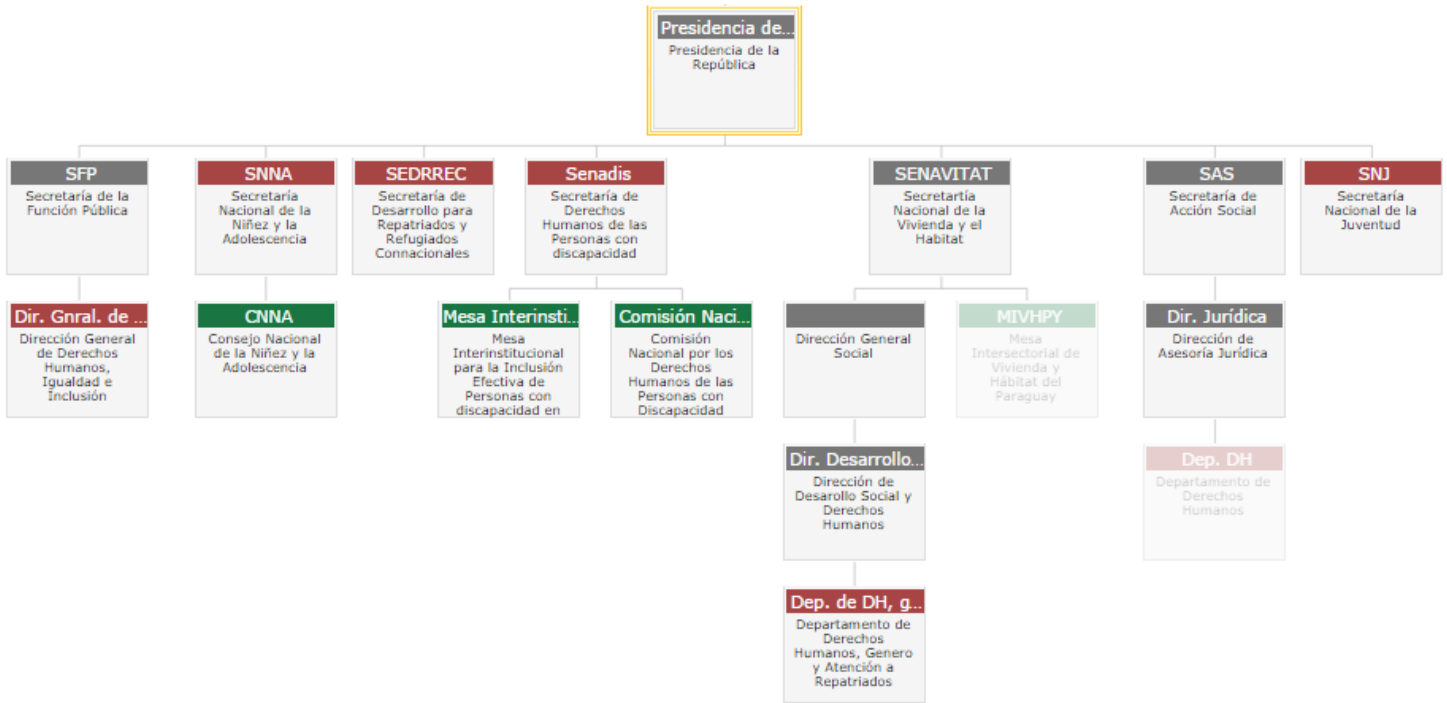 Presidencia de...
Presidencia de la
República
SFP
Secretaría de la
Función Pública
SNNA
Secretaría
Nacional de la
Niñez y la
Adolescencia
SEDRREC
Secretaría de
Desarrollo para
Repatriados y
Refugiados
Connacionales
Senadis
Secretaría de
Derechos
Humanos de las
Personas con
discapacidad
SENAVITAT
Secretartía
Nacional de la
Vivienda y el
Habitat
SAS
Secretaría de
Acción Social
SNJ
Secretaría
Nacional de la
Juventud
Dir. Gnral. de ...
Dirección General
de Derechos
Humanos,
Igualdad e
Inclusión
CNNA
Consejo Nacional
de la Niñez y la
Adolescencia
Mesa Interinsti...
Mesa
Interinstitucional
para la Inclusión
Efectiva de
Personas con
discapacidad en
Comisión Naci...
Comisión
Nacional por los
Derechos
Humanos de las
Personas con
Discapacidad
Dirección General
Social
MIVHPY
Mesa
Intersectorial de
Vivienda y
Hábitat del
Paraguay
Dir. Jurídica
Dirección de
Asesoría Jurídica
Dir. Desarrollo...
Dirección de
Desarollo Social y
Derechos
Humanos
Dep. DH
Departamento de
Derechos
Humanos
Dep. de DH, g...
Departamento de
Derechos
Humanos, Genero
y Atención a
Repatriados